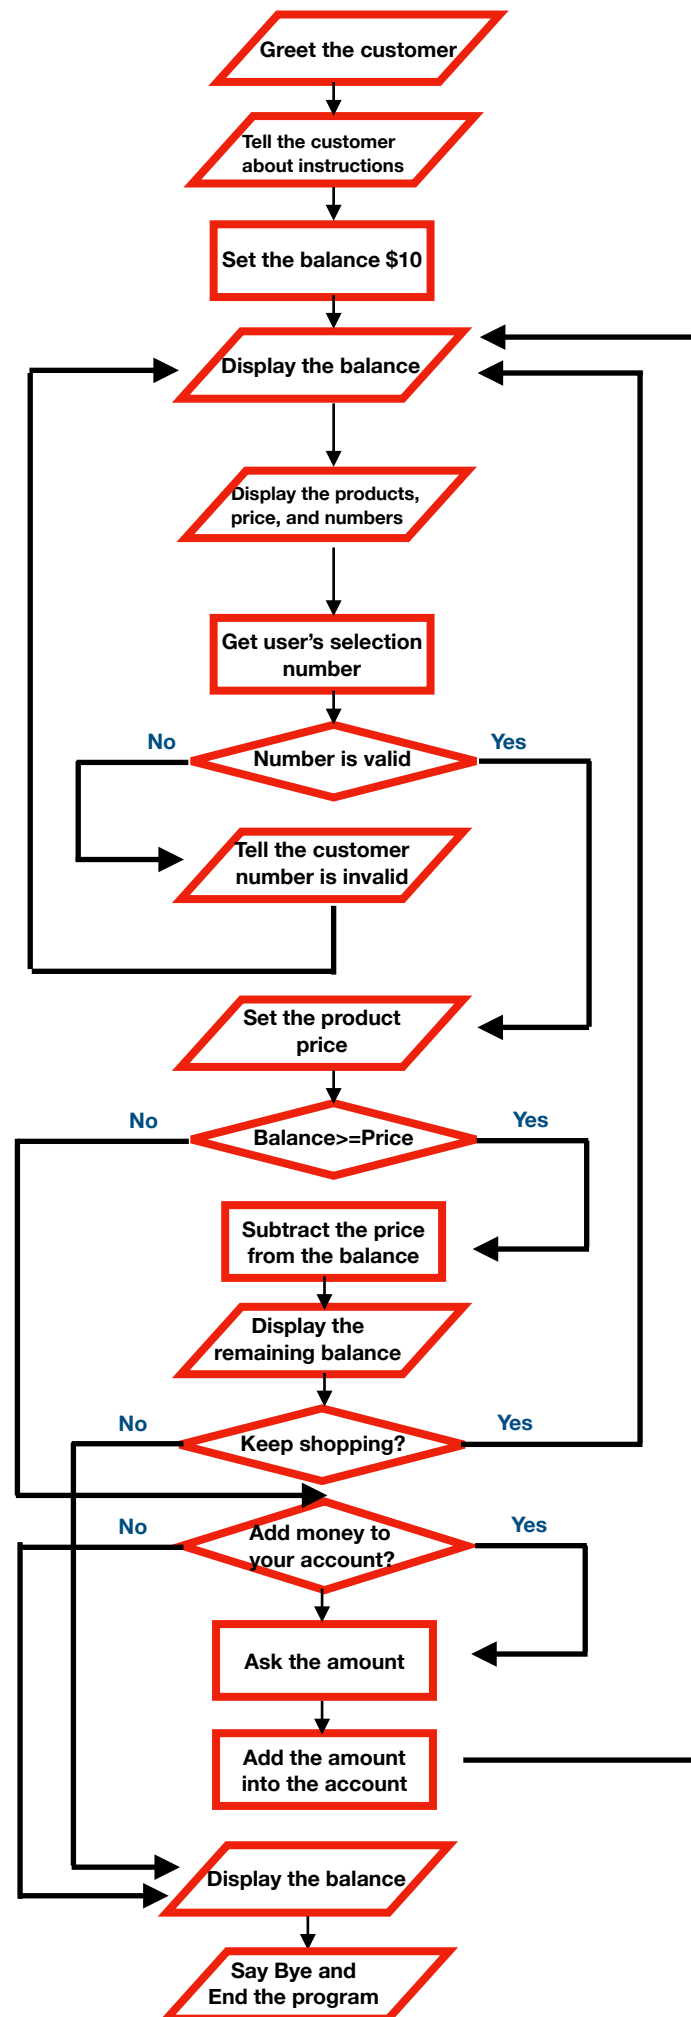 Greet the customer
Tell the customer
about instructions
Set the balance $10
Display the balance
Display the products,
price, and numbers
Get user's selection
number
No
Yes
Number is valid
Tell the customer
number is invalid
Set the product
price
No
Yes
Balance>=Price
Subtract the price
from the balance
Display the
remaining balance
No
Yes
Keep shopping?
No
Yes
Add money to
your account?
Ask the amount
Add the amount
into the account
Display the balance
Say Bye and
End the program